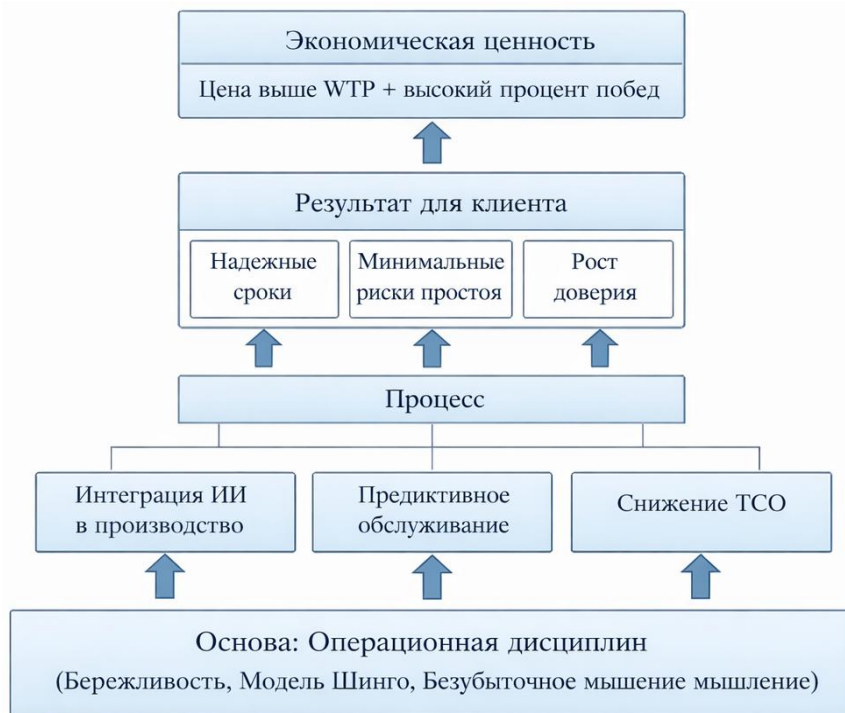 Экономическая ценность
Цена выше WTP + высокий процент побед
Результат для клиента
Надежные
сроки
Минимальные
риски простоя
Рост
доверия
Процесс
Интеграция ИИ
в производство
Предиктивное
обслуживание
Снижение TCO
Основа: Операционная дисциплин
(Бережливость, Модель Шинго, Безубыточное мышение мышление)